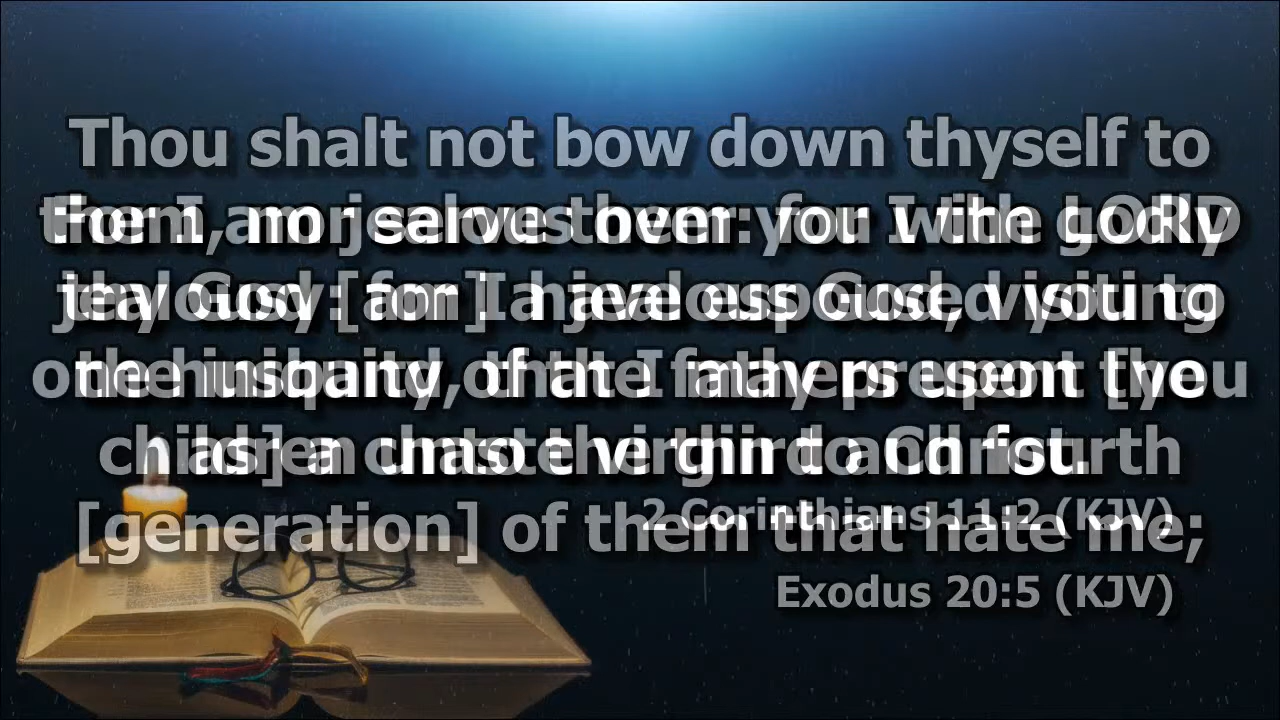 Thou shalt not bow down thyself to
them, nor serve them: for I the LORD
thy God [am] a jealous God, visiting
the iniquity of the fathers upon the
children unto the third and fourth
[generation] of them that hate me;
Exodus 20:5 (KJV)
For I am jealous over you with godly
jealousy: for I have espoused you to
one husband, that I may present [you
as] a chaste virgin to Christ.
2 Corinthians 11:2 (KJV)